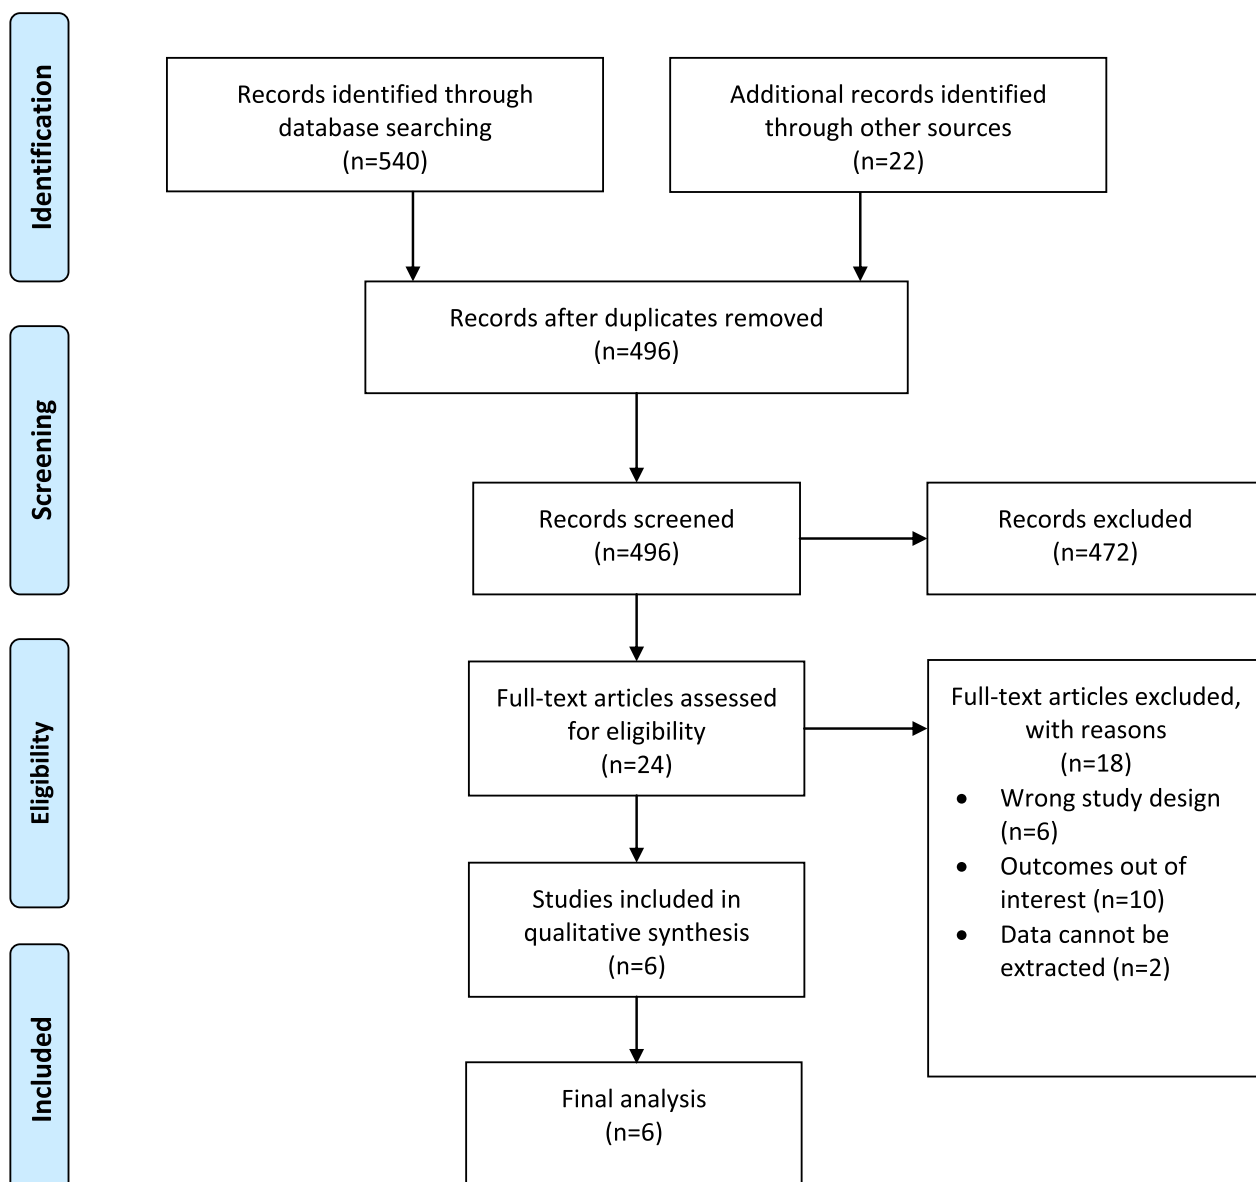 Identification
Records identified through
database searching
(n=540)
Additional records identified
through other sources
(n=22)
Records after duplicates removed
(n=496)
Screening
Records screened
(n=496)
Records excluded
(n=472)
Eligibility
Full-text articles assessed
for eligibility
(n=24)
Full-text articles excluded,
with reasons
(n=18)
● Wrong study design
(n=6)
● Outcomes out of
interest (n=10)
● Data cannot be
extracted (n=2)
Studies included in
qualitative synthesis
(n=6)
Included
Final analysis
(n=6)